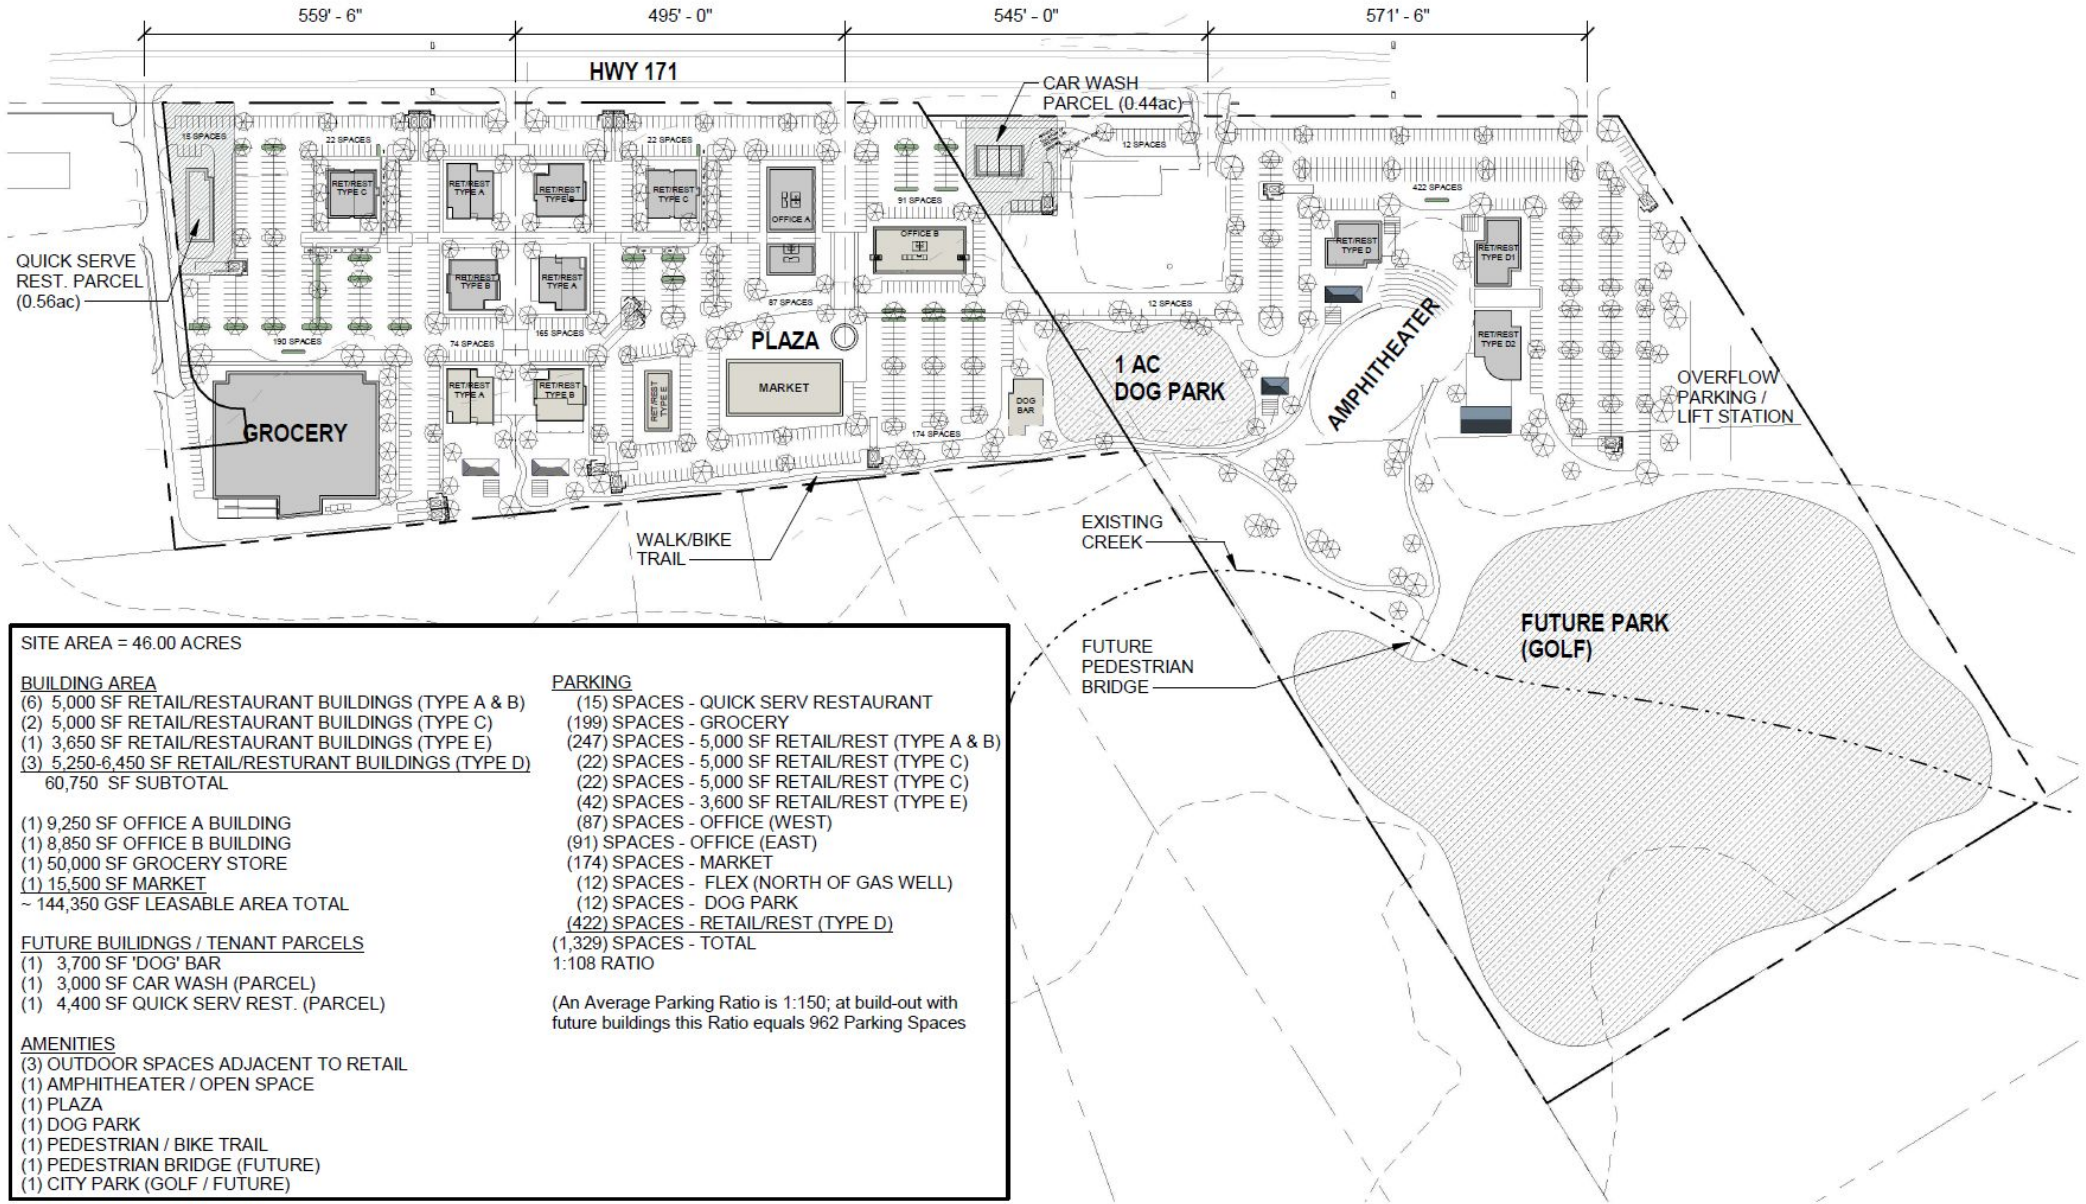 559' - 6"
495' - 0"
545' - 0"
571' - 6"
HWY 171
CAR WASH
PARCEL (0.44ac)
15 SPACES
22 SPACES
22 SPACES
12 SPACES
RET/REST
TYPE C
RET/REST
TYPE A
RET/REST
TYPE B
RET/REST
TYPE C
OFFICE A
91 SPACES
422 SPACES
OFFICE B
RET/REST
TYPE D
RET/REST
TYPE D1
QUICK SERVE
REST. PARCEL
(0.56ac)
RET/REST
TYPE B
RET/REST
TYPE A
87 SPACES
12 SPACES
190 SPACES
74 SPACES
165 SPACES
PLAZA
RET/REST
TYPE D2
1 AC
DOG PARK
AMPHITHEATER
OVERFLOW
PARKING /
LIFT STATION
RET/REST
TYPE A
RET/REST
TYPE B
RET/REST
TYPE E
MARKET
DOG
BAR
GROCERY
174 SPACES
WALK/BIKE
TRAIL
EXISTING
CREEK
FUTURE
PEDESTRIAN
BRIDGE
FUTURE PARK
(GOLF)
SITE AREA = 46.00 ACRES
BUILDING AREA
(6) 5,000 SF RETAIL/RESTAURANT BUILDINGS (TYPE A & B)
(2) 5,000 SF RETAIL/RESTAURANT BUILDINGS (TYPE C)
(1) 3,650 SF RETAIL/RESTAURANT BUILDINGS (TYPE E)
(3) 5,250-6,450 SF RETAIL/RESTURANT BUILDINGS (TYPE D)
60,750 SF SUBTOTAL
(1) 9,250 SF OFFICE A BUILDING
(1) 8,850 SF OFFICE B BUILDING
(1) 50,000 SF GROCERY STORE
(1) 15,500 SF MARKET
~ 144,350 GSF LEASABLE AREA TOTAL
FUTURE BUILIDNGS / TENANT PARCELS
(1) 3,700 SF 'DOG' BAR
(1) 3,000 SF CAR WASH (PARCEL)
(1) 4,400 SF QUICK SERV REST. (PARCEL)
AMENITIES
(3) OUTDOOR SPACES ADJACENT TO RETAIL
(1) AMPHITHEATER / OPEN SPACE
(1) PLAZA
(1) DOG PARK
(1) PEDESTRIAN / BIKE TRAIL
(1) PEDESTRIAN BRIDGE (FUTURE)
(1) CITY PARK (GOLF / FUTURE)
PARKING
(15) SPACES - QUICK SERV RESTAURANT
(199) SPACES - GROCERY
(247) SPACES - 5,000 SF RETAIL/REST (TYPE A & B)
(22) SPACES - 5,000 SF RETAIL/REST (TYPE C)
(22) SPACES - 5,000 SF RETAIL/REST (TYPE C)
(42) SPACES - 3,600 SF RETAIL/REST (TYPE E)
(87) SPACES - OFFICE (WEST)
(91) SPACES - OFFICE (EAST)
(174) SPACES - MARKET
(12) SPACES - FLEX (NORTH OF GAS WELL)
(12) SPACES - DOG PARK
(422) SPACES - RETAIL/REST (TYPE D)
(1,329) SPACES - TOTAL
1:108 RATIO
(An Average Parking Ratio is 1:150; at build-out with
future buildings this Ratio equals 962 Parking Spaces